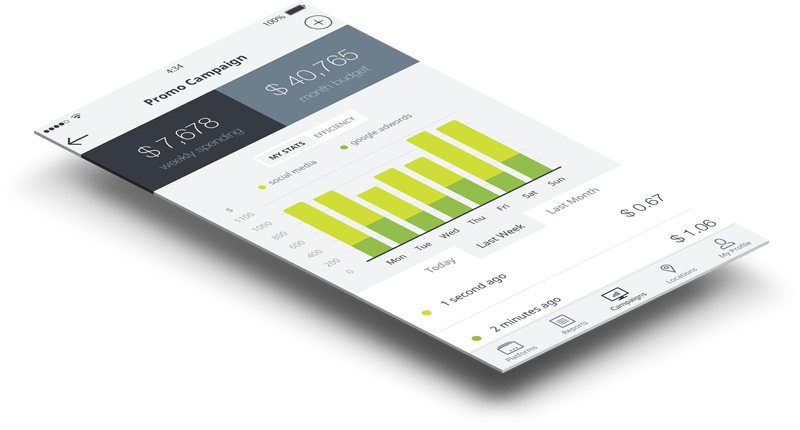 4:34
100%
Promo Campaign
$ 7,678
weekly spending
$ 40,765
month budget
MY STATS
EFFICIENCY
social media
google adwords
$
1100
1000
800
600
400
200
0
Mon
Tue
Wed
Thu
Fri
Sat
Sun
Today
Last Week
Last Month
1 second ago
$ 0.67
2 minutes ago
$ 1.06
Platforms
Reports
Campaigns
Locations
My Profile